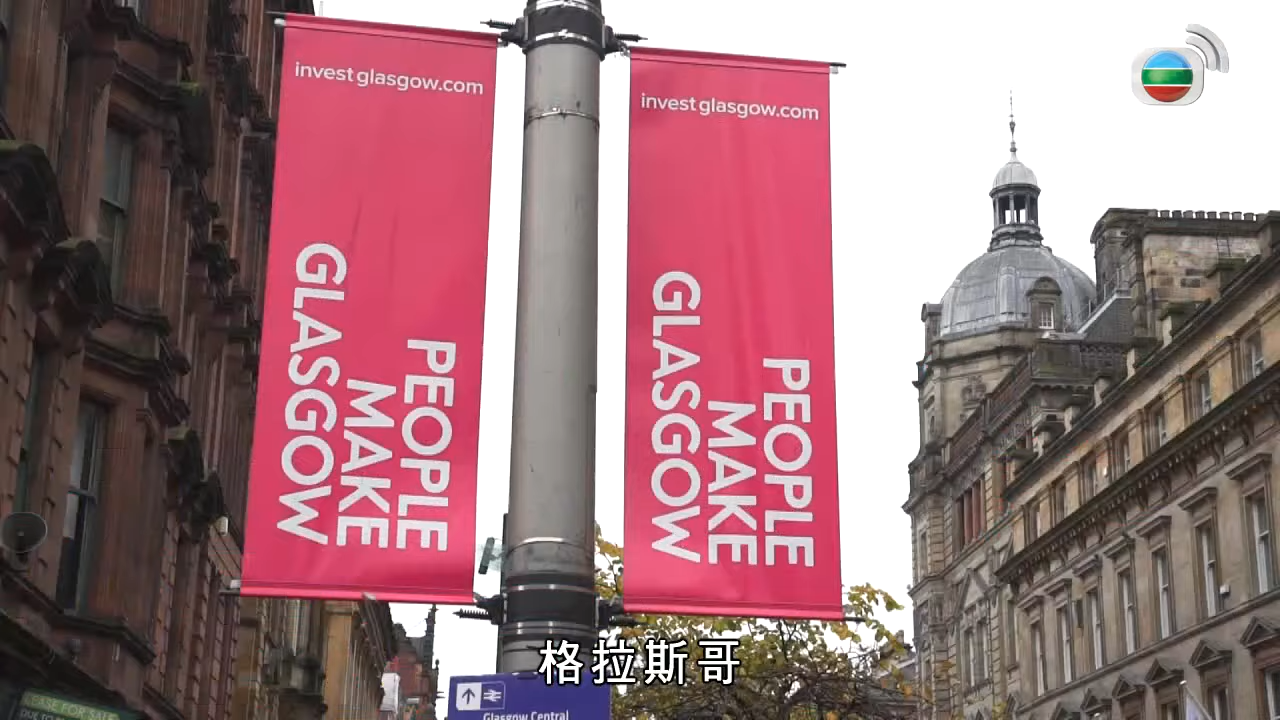 investglasgow.com
PEOPLE
MAKE
GLASGOW
investglasgow.com
PEOPLE
MAKE
GLASGOW
格拉斯哥
Glasgow Central